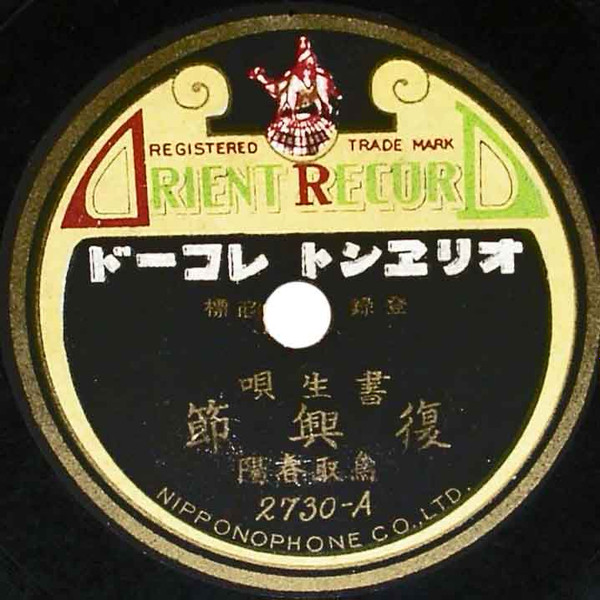 REGISTERED TRADE MARK
ORIENT RECORD
オリヱント レコード
登録商標
書生唄
復興節
鳥取春陽
2730-A
NIPPONOPHONE CO., LTD.